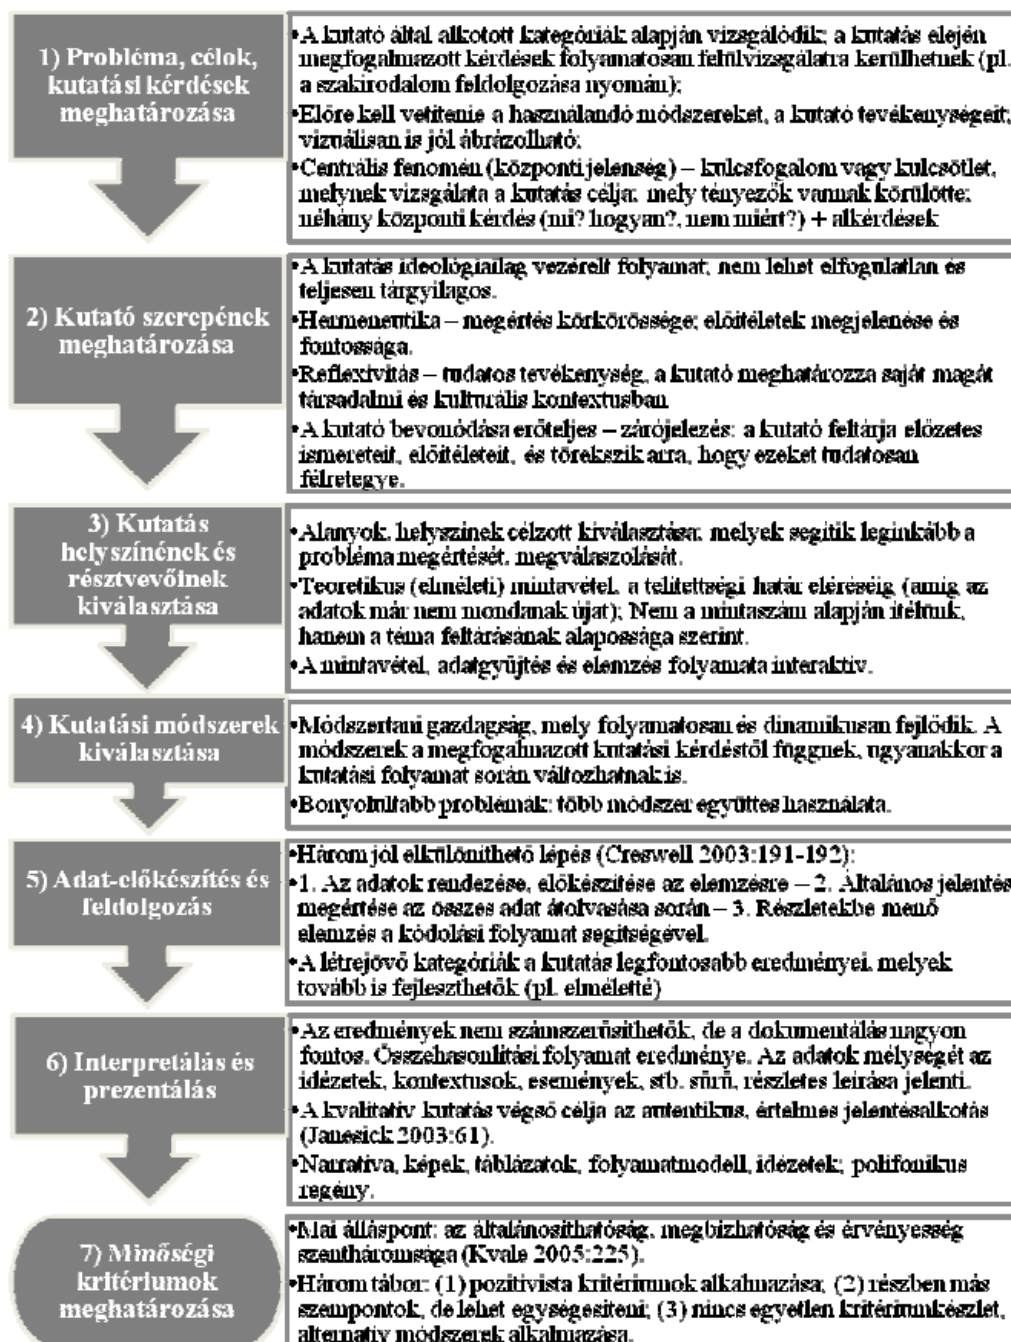 1) Probléma, célok,
kutatási kérdések
meghatározása
•A kutató által alkotott kategóriák alapján vizsgálódik; a kutatás elején
megfogalmazott kérdések folyamatosan felülvizsgálatra kerülhetnek (pl.
a szakirodalom feldolgozása nyomán);
•Előre kell vetítenie a használandó módszereket, a kutató tevékenységeit;
vizuálisan is jól ábrázolható;
•Centrális fenomén (központi jelenség) – kulcsfogalom vagy kulcsötlet,
melynek vizsgálata a kutatás célja; mely tényezők vannak körülötte;
néhány központi kérdés (mi? hogyan?, nem miért?) + alkérdések
2) Kutató szerepének
meghatározása
•A kutatás ideológiailag vezérelt folyamat; nem lehet elfogulatlan és
teljesen tárgyilagos.
•Hermeneutika – megértés körkörössége; előítéletek megjelenése és
fontossága.
•Reflexivitás – tudatos tevékenység, a kutató meghatározza saját magát
társadalmi és kulturális kontextusban
•A kutató bevonódása erőteljes – zárójelezés: a kutató feltárja előzetes
ismereteit, előítéleteit, és törekszik arra, hogy ezeket tudatosan
félretegye.
3) Kutatás
helyszínének és
résztvevőinek
kiválasztása
•Alanyok, helyszínek célzott kiválasztása, melyek segítik leginkább a
probléma megértését, megválaszolását.
•Teoretikus (elméleti) mintavétel, a telítettségi határ eléréséig (amíg az
adatok már nem mondanak újat); Nem a mintaszám alapján ítélünk,
hanem a téma feltárásának alapossága szerint.
•A mintavétel, adatgyűjtés és elemzés folyamata interaktív.
4) Kutatási módszerek
kiválasztása
•Módszertani gazdagság, mely folyamatosan és dinamikusan fejlődik. A
módszerek a megfogalmazott kutatási kérdéstől függnek, ugyanakkor a
kutatási folyamat során változhatnak is.
•Bonyolultabb problémák: több módszer együttes használata.
5) Adat-előkészítés és
feldolgozás
•Három jól elkülöníthető lépés (Creswell 2003:191-192):
•1. Az adatok rendezése, előkészítése az elemzésre – 2. Általános jelentés
megértése az összes adat átolvasása során – 3. Részletekbe menő
elemzés a kódolási folyamat segítségével.
•A létrejövő kategóriák a kutatás legfontosabb eredményei, melyek
tovább is fejleszthetők (pl. elméletté)
6) Interpretálás és
prezentálás
•Az eredmények nem számszerűsíthetők, de a dokumentálás nagyon
fontos. Összehasonlítási folyamat eredménye. Az adatok mélységét az
idézetek, kontextusok, események, stb. sűrű, részletes leírása jelenti.
•A kvalitatív kutatás végső célja az autentikus, értelmes jelentésalkotás
(Janesick 2003:61).
•Narratíva, képek, táblázatok, folyamatmodell, idézetek; polifonikus
regény.
7) Minőségi
kritériumok
meghatározása
•Mai álláspont: az általánosíthatóság, megbízhatóság és érvényesség
szentháromsága (Kvale 2005:225).
•Három tábor: (1) pozitivista kritériumok alkalmazása, (2) részben más
szempontok, de lehet egységesíteni; (3) nincs egyetlen kritériumkészlet,
alternatív módszerek alkalmazása.